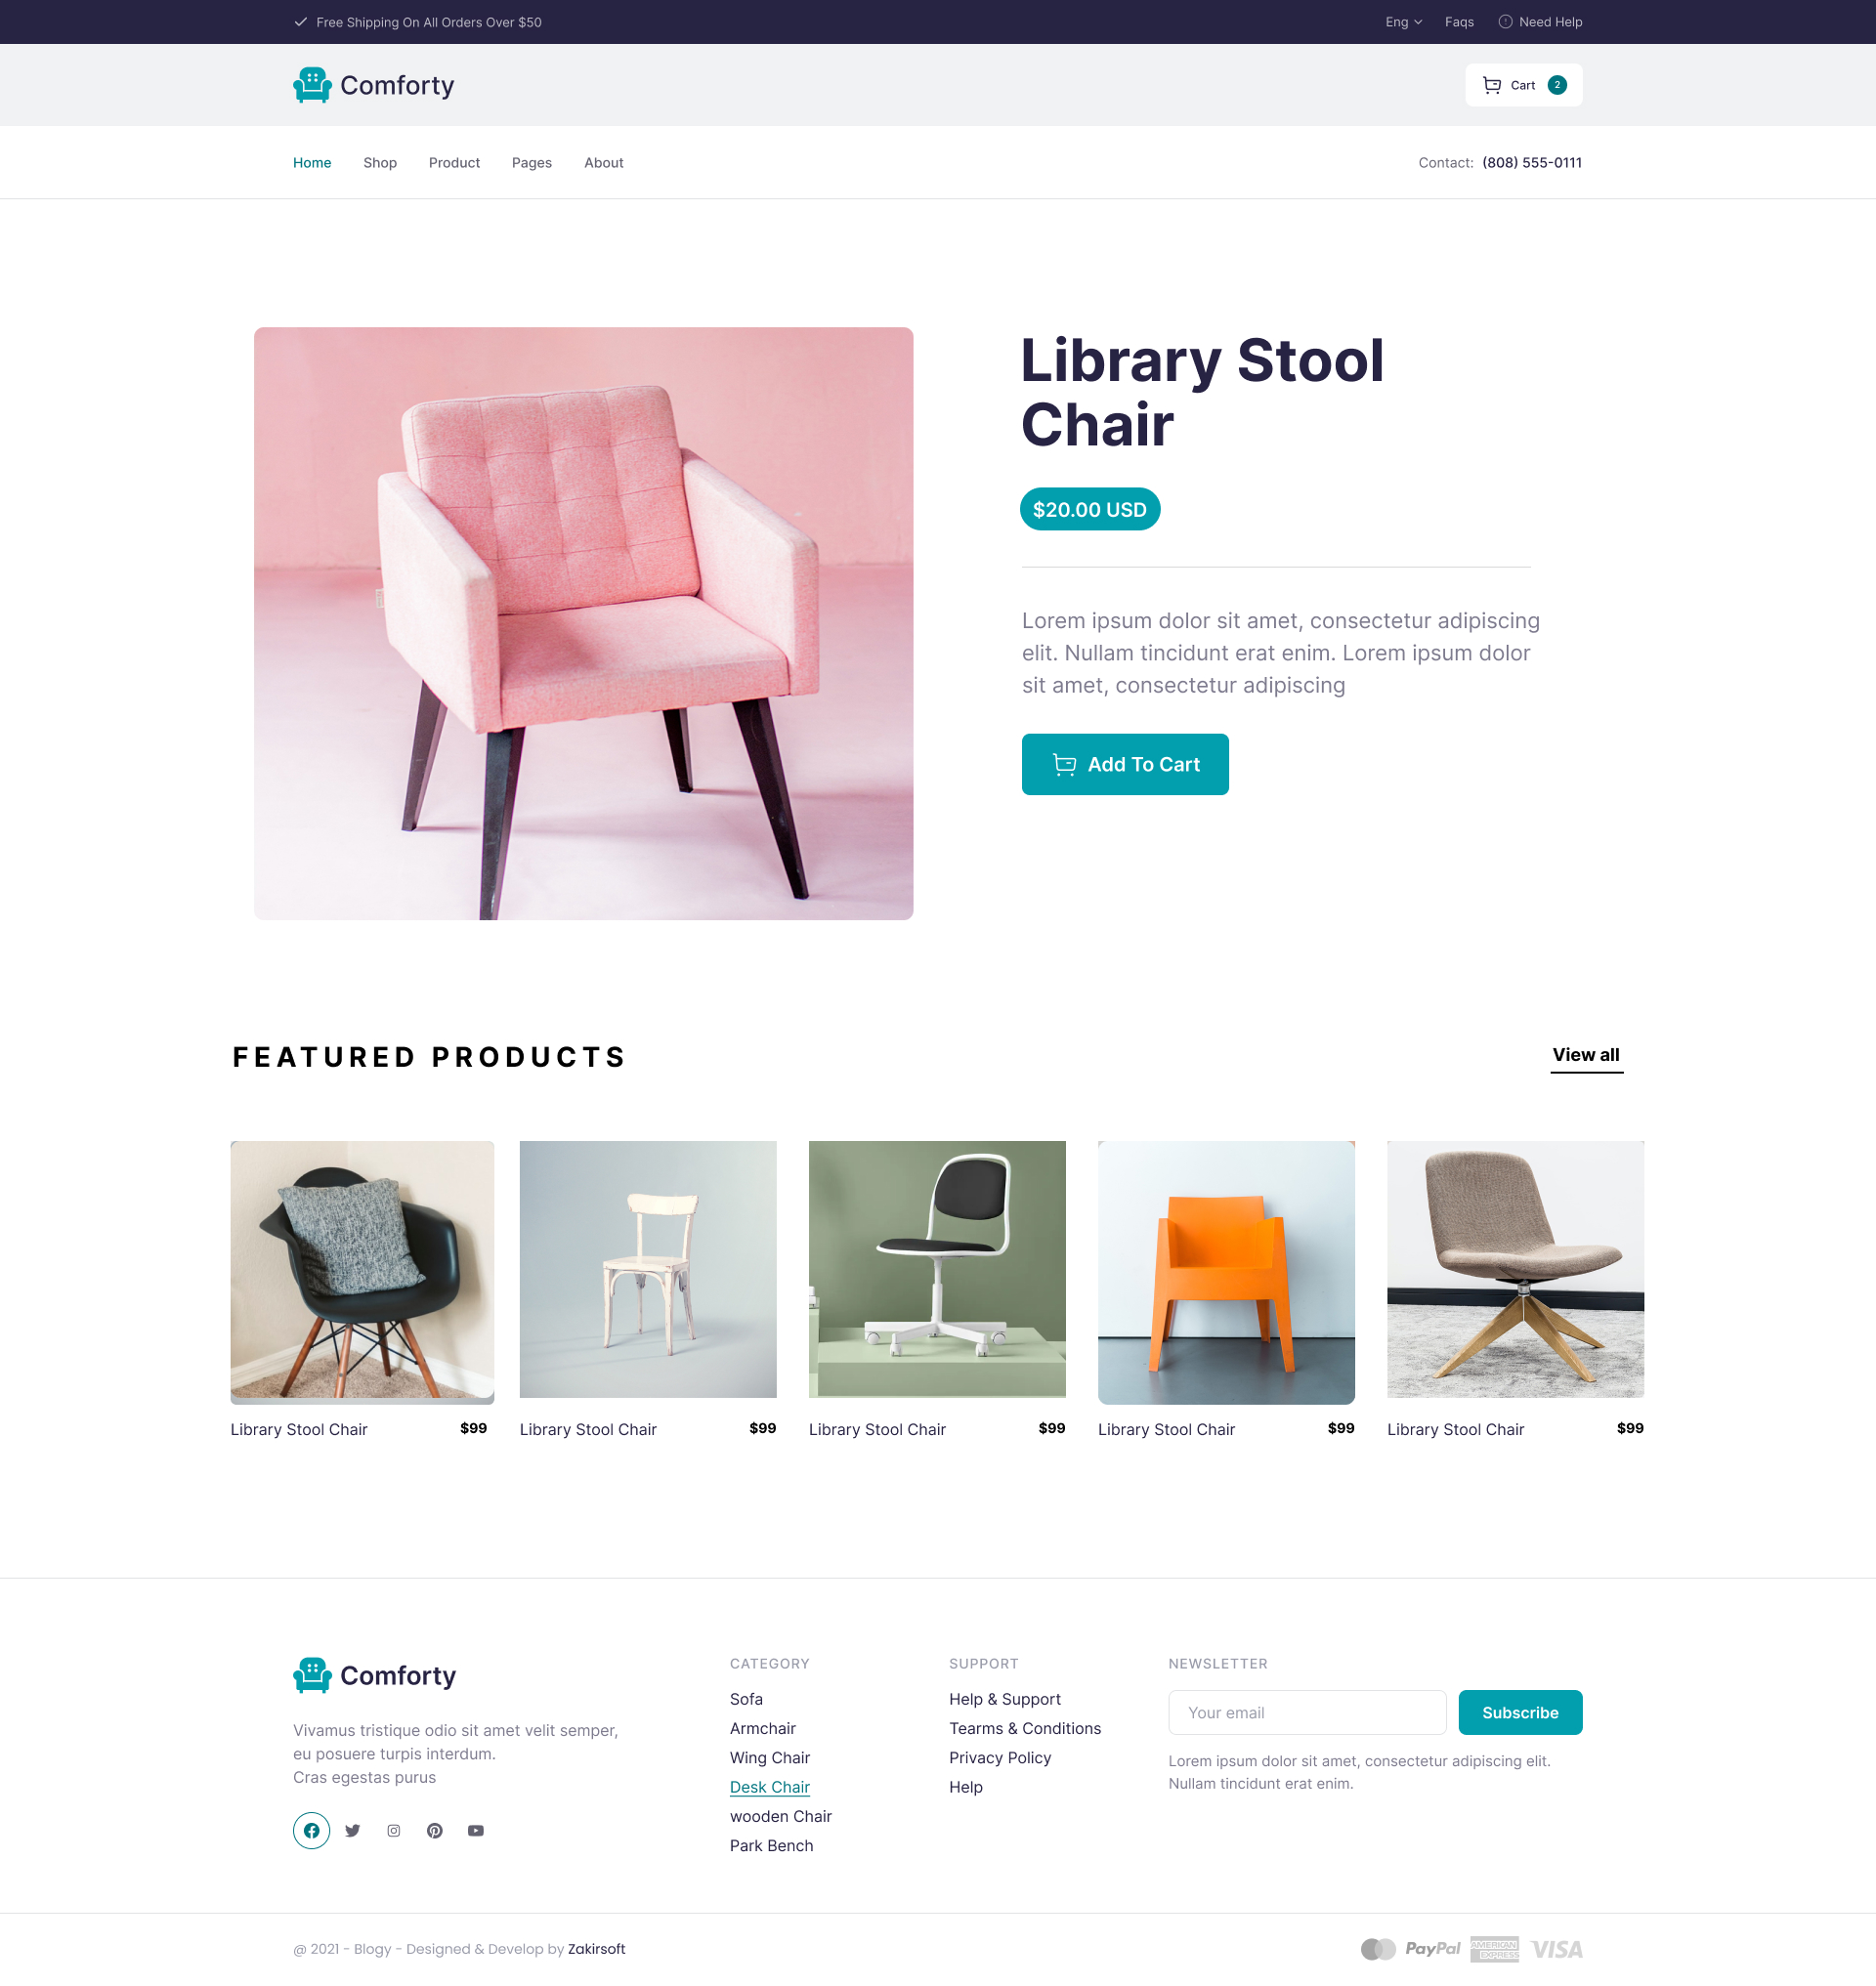 Free Shipping On All Orders Over $50
Eng
Faqs
Need Help
Comforty
Cart 2
Home
Shop
Product
Pages
About
Contact: (808) 555-0111
Library Stool
Chair
$20.00 USD
Lorem ipsum dolor sit amet, consectetur adipiscing
elit. Nullam tincidunt erat enim. Lorem ipsum dolor
sit amet, consectetur adipiscing
Add To Cart
FEATURED PRODUCTS
View all
Library Stool Chair $99
Library Stool Chair $99
Library Stool Chair $99
Library Stool Chair $99
Library Stool Chair $99
Comforty
Vivamus tristique odio sit amet velit semper,
eu posuere turpis interdum.
Cras egestas purus
CATEGORY
Sofa
Armchair
Wing Chair
Desk Chair
wooden Chair
Park Bench
SUPPORT
Help & Support
Tearms & Conditions
Privacy Policy
Help
NEWSLETTER
Your email
Subscribe
Lorem ipsum dolor sit amet, consectetur adipiscing elit.
Nullam tincidunt erat enim.
@ 2021 - Blogy - Designed & Develop by Zakirsoft
PayPal
AMERICAN
EXPRESS
VISA